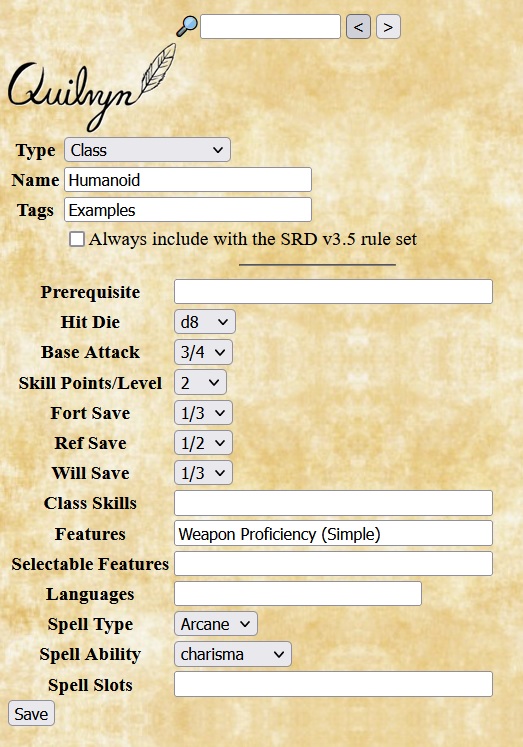 < >
Quilvyn
Type Class
Name Humanoid
Tags Examples
Always include with the SRD v3.5 rule set
Prerequisite
Hit Die d8
Base Attack 3/4
Skill Points/Level 2
Fort Save 1/3
Ref Save 1/2
Will Save 1/3
Class Skills
Features Weapon Proficiency (Simple)
Selectable Features
Languages
Spell Type Arcane
Spell Ability charisma
Spell Slots
Save